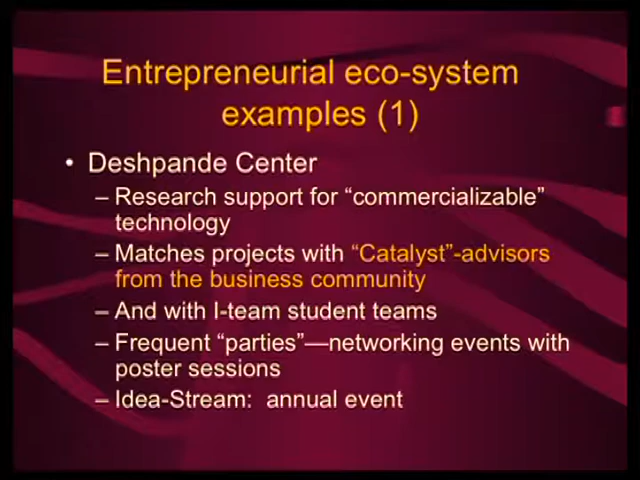 Entrepreneurial eco-system
examples (1)
• Deshpande Center
– Research support for “commercializable”
technology
– Matches projects with “Catalyst”-advisors
from the business community
– And with I-team student teams
– Frequent “parties”—networking events with
poster sessions
– Idea-Stream: annual event